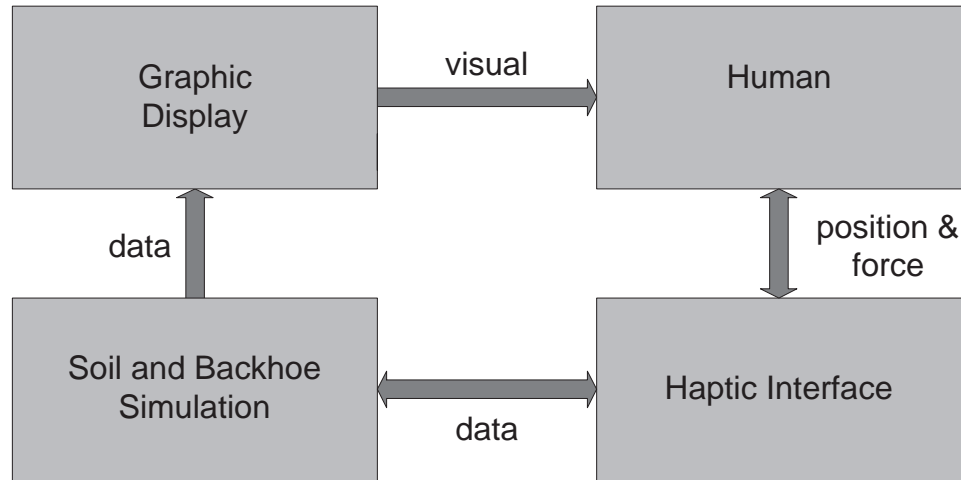 Graphic
Display
visual
Human
data
position &
force
Soil and Backhoe
Simulation
data
Haptic Interface